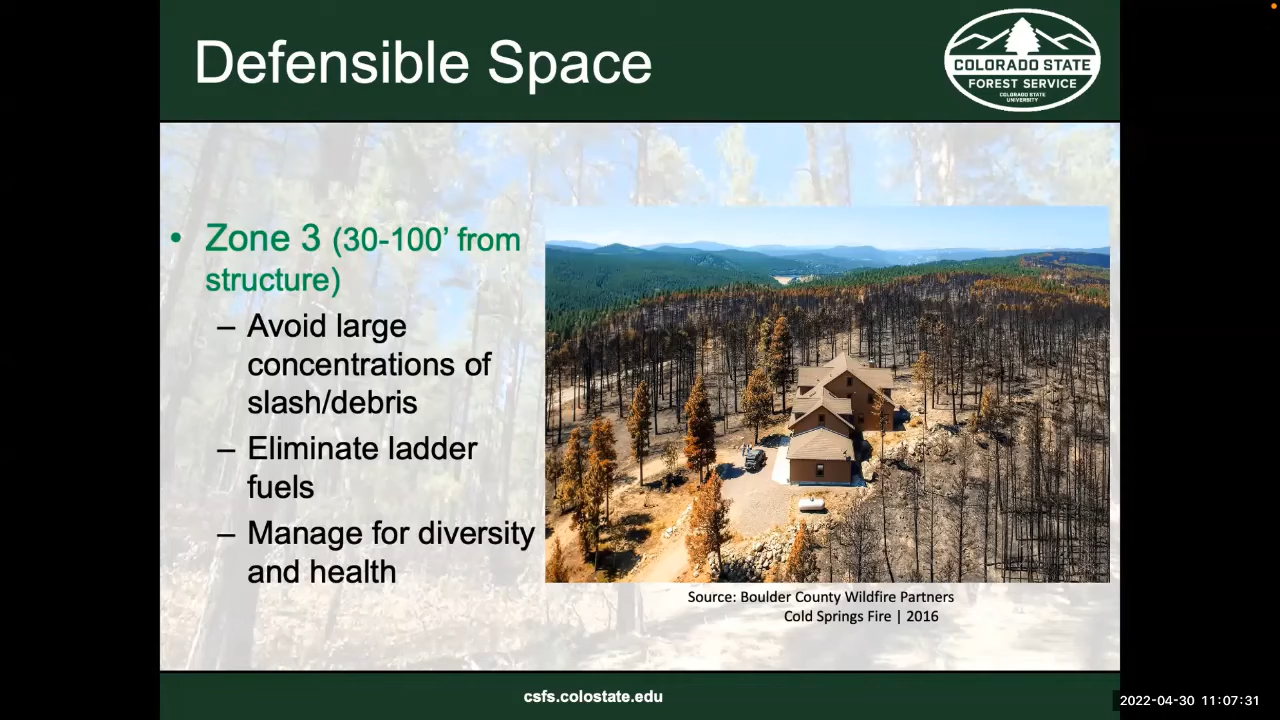 Defensible Space
COLORADO STATE
FOREST SERVICE
COLORADO STATE
UNIVERSITY
• Zone 3 (30-100’ from
structure)
– Avoid large
concentrations of
slash/debris
– Eliminate ladder
fuels
– Manage for diversity
and health
Source: Boulder County Wildfire Partners
Cold Springs Fire | 2016
csfs.colostate.edu
2022-04-30 11:07:31